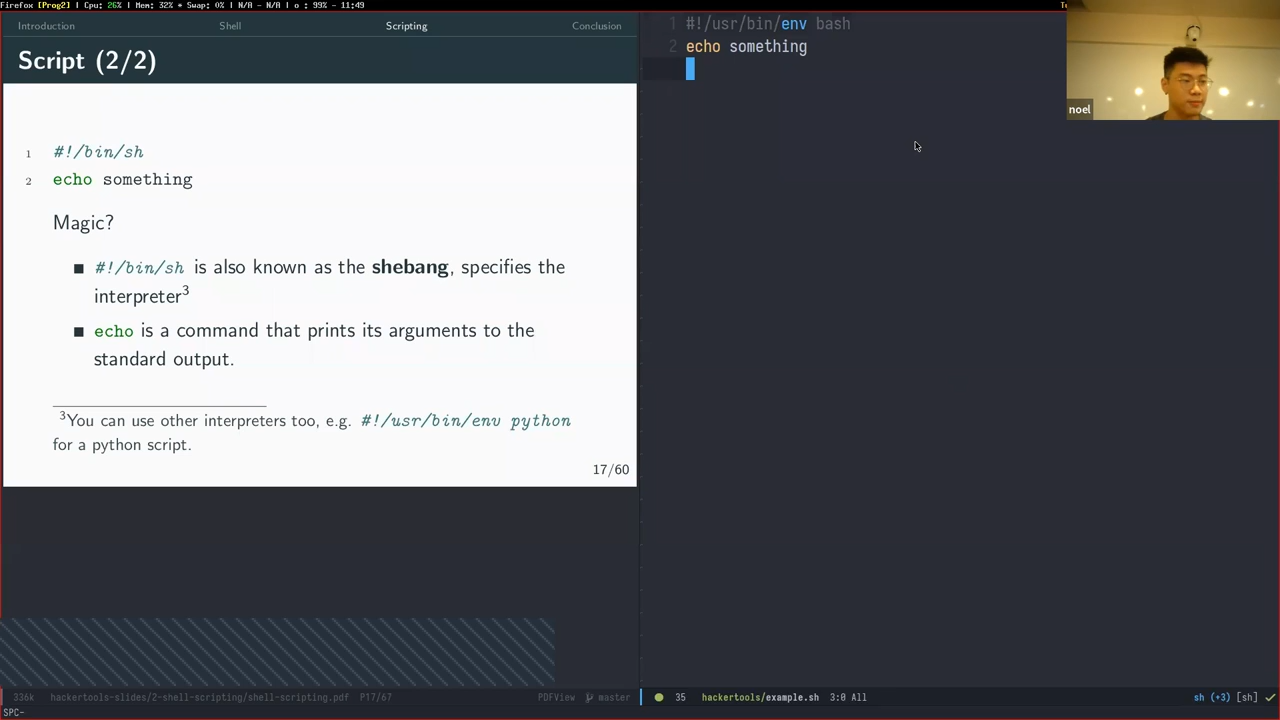 Firefox [Prog2] | Cpu: 26% | Mem: 32% * Swap: 0% | N/A - N/A | o : 99% - 11:49
Introduction Shell Scripting Conclusion
Script (2/2)
1 #!/bin/sh
2 echo something
Magic?
■ #!/bin/sh is also known as the shebang, specifies the
interpreter3
■ echo is a command that prints its arguments to the
standard output.
3You can use other interpreters too, e.g. #!/usr/bin/env python
for a python script.
17/60
336k hackertools-slides/2-shell-scripting/shell-scripting.pdf P17/67 PDFView master
SPC-
1 #!/usr/bin/env bash
2 echo something
noel
35 hackertools/example.sh 3:0 All sh (+3) [sh]